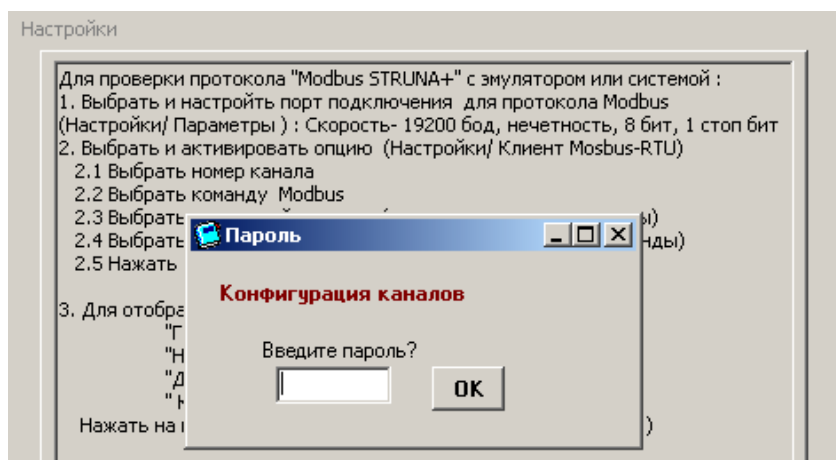 Настройки
Для проверки протокола "Modbus STRUNA+" с эмулятором или системой :
1. Выбрать и настройть порт подключения для протокола Modbus
(Настройки/ Параметры ) : Скорость- 19200 бод, нечетность, 8 бит, 1 стоп бит
2. Выбрать и активировать опцию (Настройки/ Клиент Mosbus-RTU)
2.1 Выбрать номер канала
2.2 Выбрать команду Modbus
2.3 Выбрать
2.4 Выбрать
2.5 Нажать
Пароль
Конфигурация каналов
Введите пароль?
OK
3. Для
Нажать на